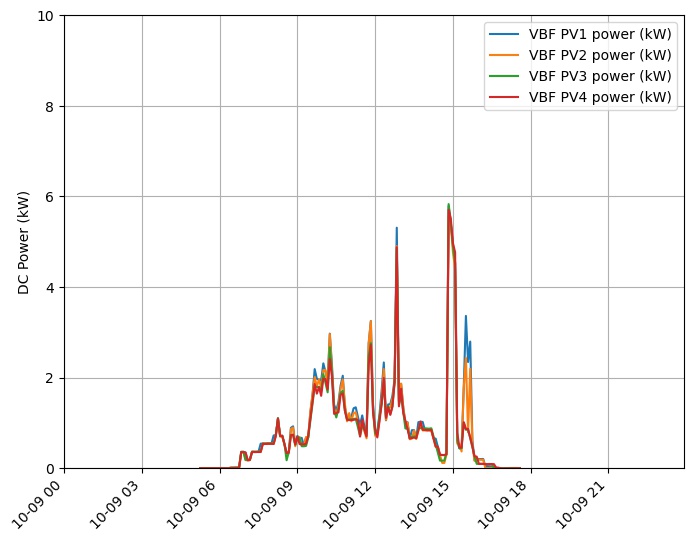 10
8
6
4
2
0
DC Power (kW)
VBF PV1 power (kW)
VBF PV2 power (kW)
VBF PV3 power (kW)
VBF PV4 power (kW)
10-09 00
10-09 03
10-09 06
10-09 09
10-09 12
10-09 15
10-09 18
10-09 21